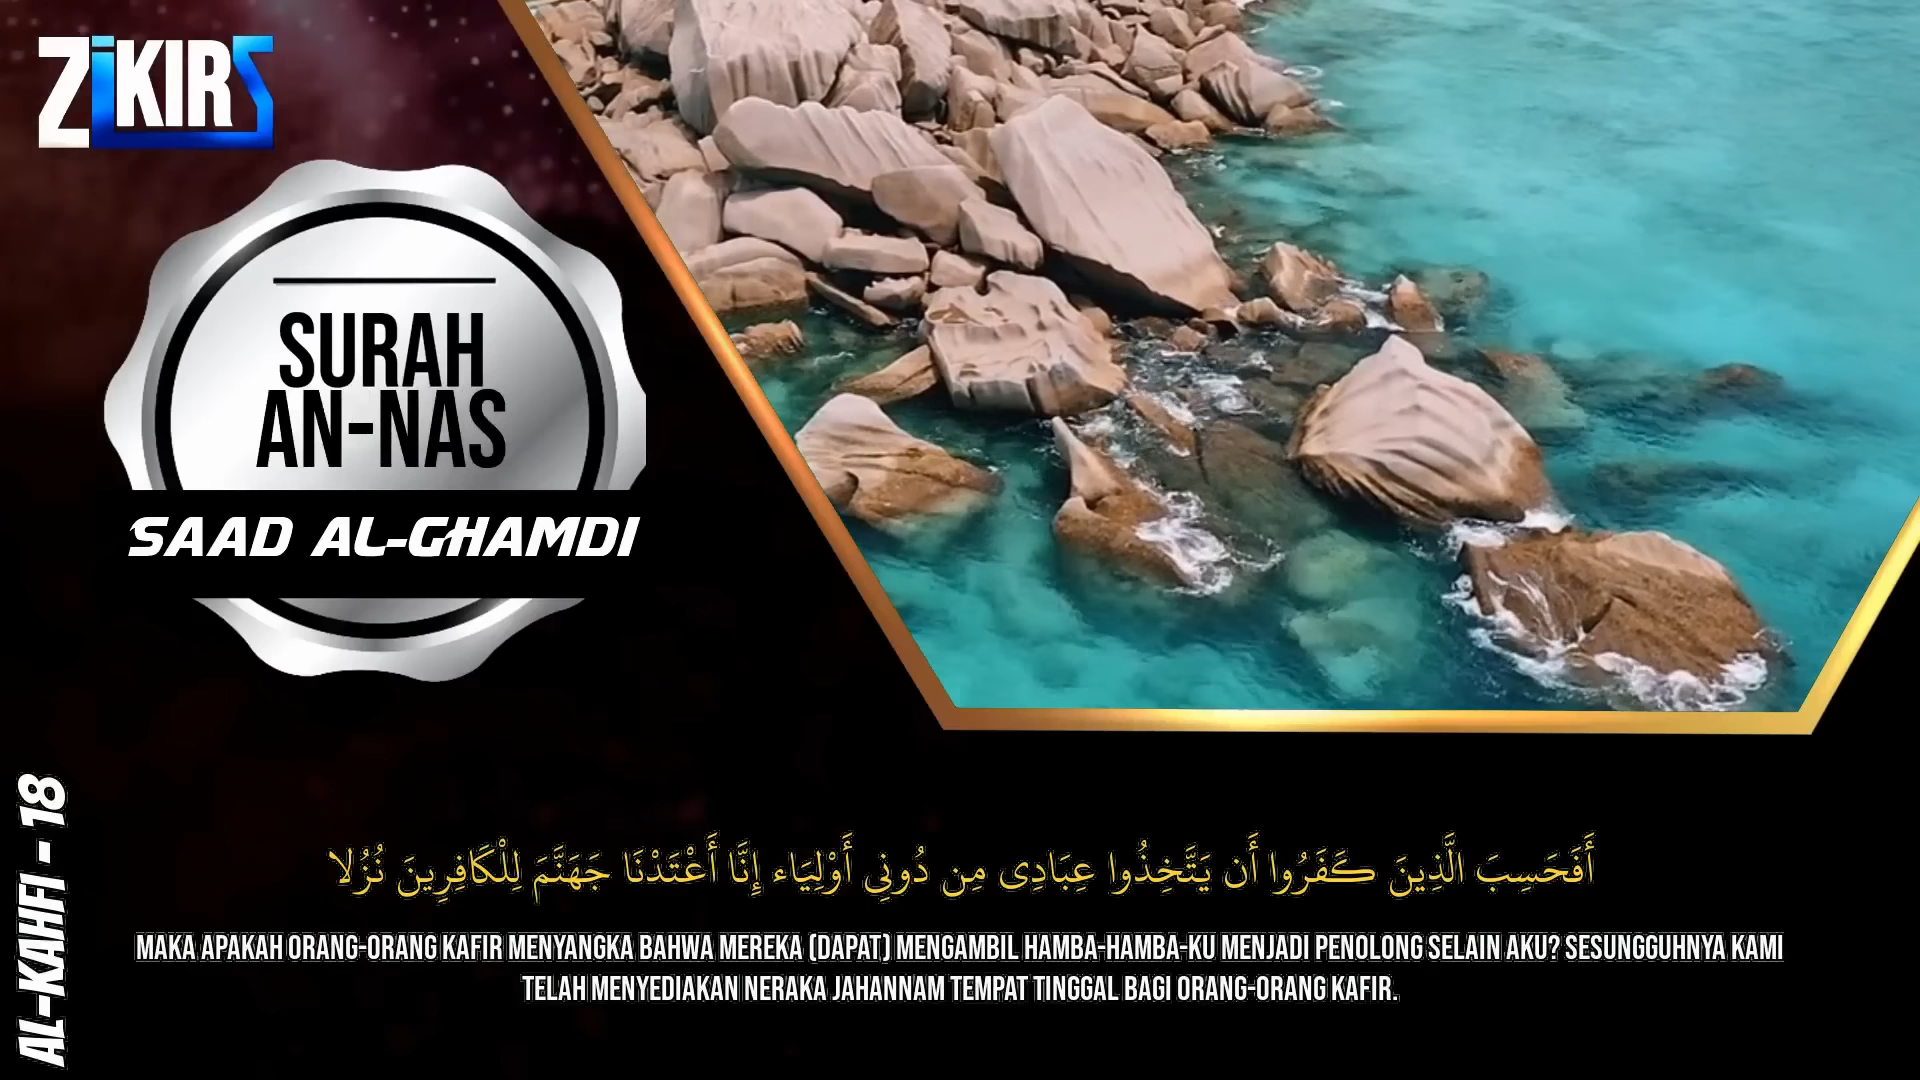 ZiKIRS
SURAH
AN-NAS
SAAD AL-GHAMDI
AL-KAHFI - 18
أَفَحَسِبَ الَّذِينَ كَفَرُوا أَن يَتَّخِذُوا عِبَادِى مِن دُونِى أَوْلِيَاء إِنَّا أَعْتَدْنَا جَهَنَّمَ لِلْكَافِرِينَ نُزُلا
MAKA APAKAH ORANG-ORANG KAFIR MENYANGKA BAHWA MEREKA (DAPAT) MENGAMBIL HAMBA-HAMBA-KU MENJADI PENOLONG SELAIN AKU? SESUNGGUHNYA KAMI
TELAH MENYEDIAKAN NERAKA JAHANNAM TEMPAT TINGGAL BAGI ORANG-ORANG KAFIR.